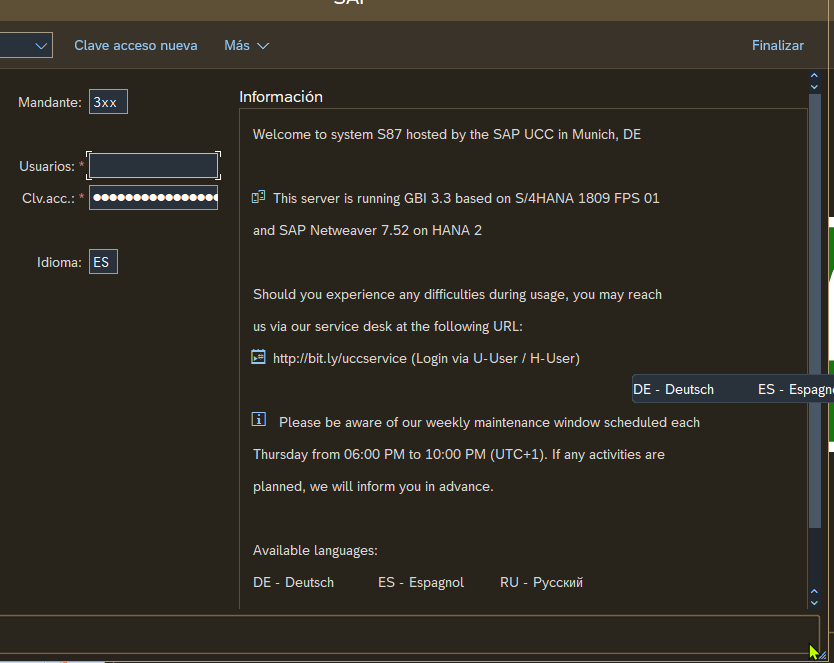 SAP
Clave acceso nueva Más Finalizar
Mandante: 3xx
Usuarios: *
Clv.acc.: *
Idioma: ES
Información
Welcome to system S87 hosted by the SAP UCC in Munich, DE
This server is running GBI 3.3 based on S/4HANA 1809 FPS 01
and SAP Netweaver 7.52 on HANA 2
Should you experience any difficulties during usage, you may reach
us via our service desk at the following URL:
http://bit.ly/uccservice (Login via U-User / H-User)
DE - Deutsch ES - Espagno
Please be aware of our weekly maintenance window scheduled each
Thursday from 06:00 PM to 10:00 PM (UTC+1). If any activities are
planned, we will inform you in advance.
Available languages:
DE - Deutsch ES - Espagnol RU - Русский